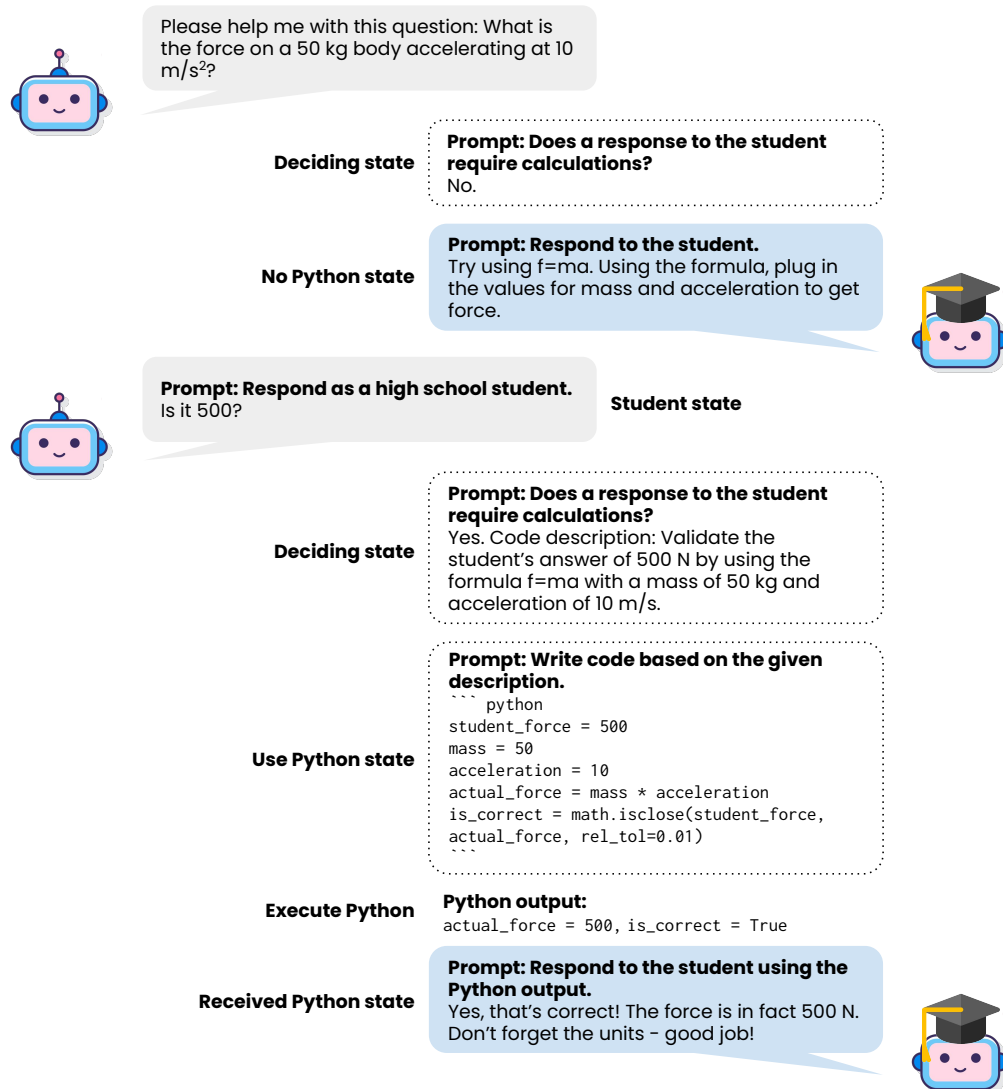 Please help me with this question: What is
the force on a 50 kg body accelerating at 10
m/s²?
Deciding state
Prompt: Does a response to the student
require calculations?
No.
No Python state
Prompt: Respond to the student.
Try using f=ma. Using the formula, plug in
the values for mass and acceleration to get
force.
Prompt: Respond as a high school student.
Is it 500?
Student state
Deciding state
Prompt: Does a response to the student
require calculations?
Yes. Code description: Validate the
student’s answer of 500 N by using the
formula f=ma with a mass of 50 kg and
acceleration of 10 m/s.
Use Python state
Prompt: Write code based on the given
description.
``` python
student_force = 500
mass = 50
acceleration = 10
actual_force = mass * acceleration
is_correct = math.isclose(student_force,
actual_force, rel_tol=0.01)
```
Execute Python
Python output:
actual_force = 500, is_correct = True
Received Python state
Prompt: Respond to the student using the
Python output.
Yes, that’s correct! The force is in fact 500 N.
Don’t forget the units - good job!